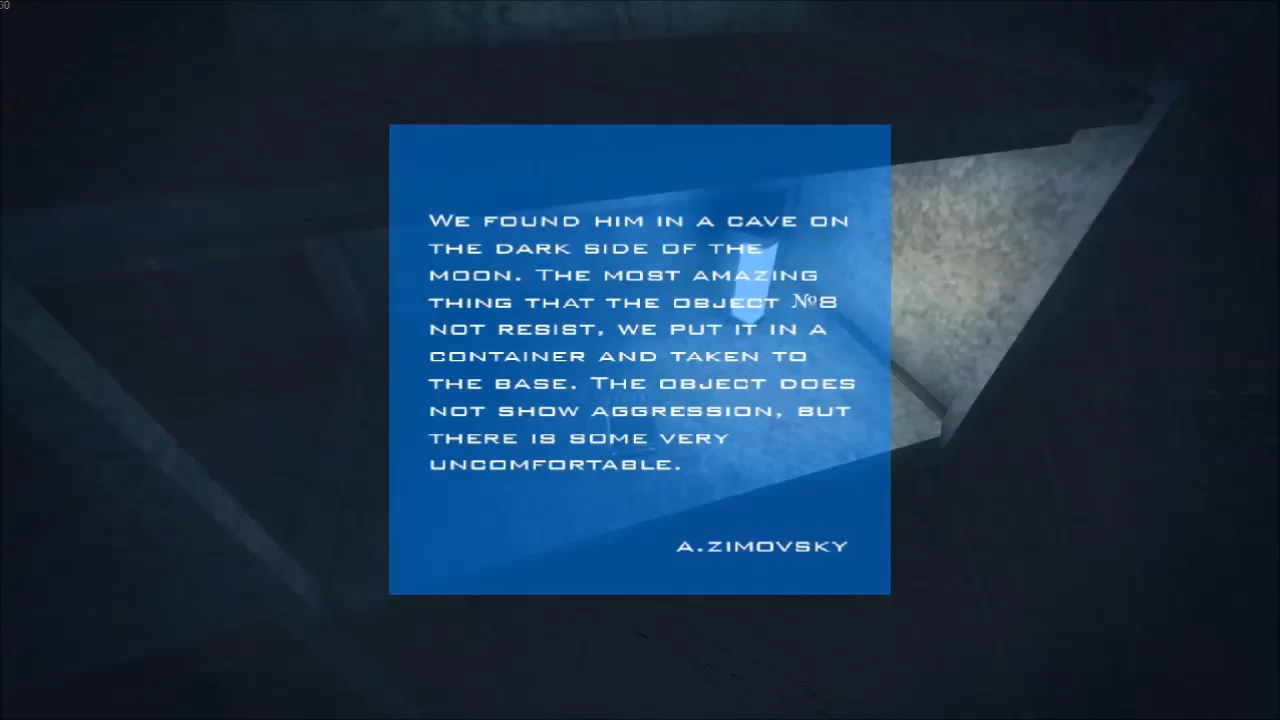 60
We found him in a cave on
the dark side of the
moon. The most amazing
thing that the object №8
not resist, we put it in a
container and taken to
the base. The object does
not show aggression, but
there is some very
uncomfortable.
A.Zimovsky